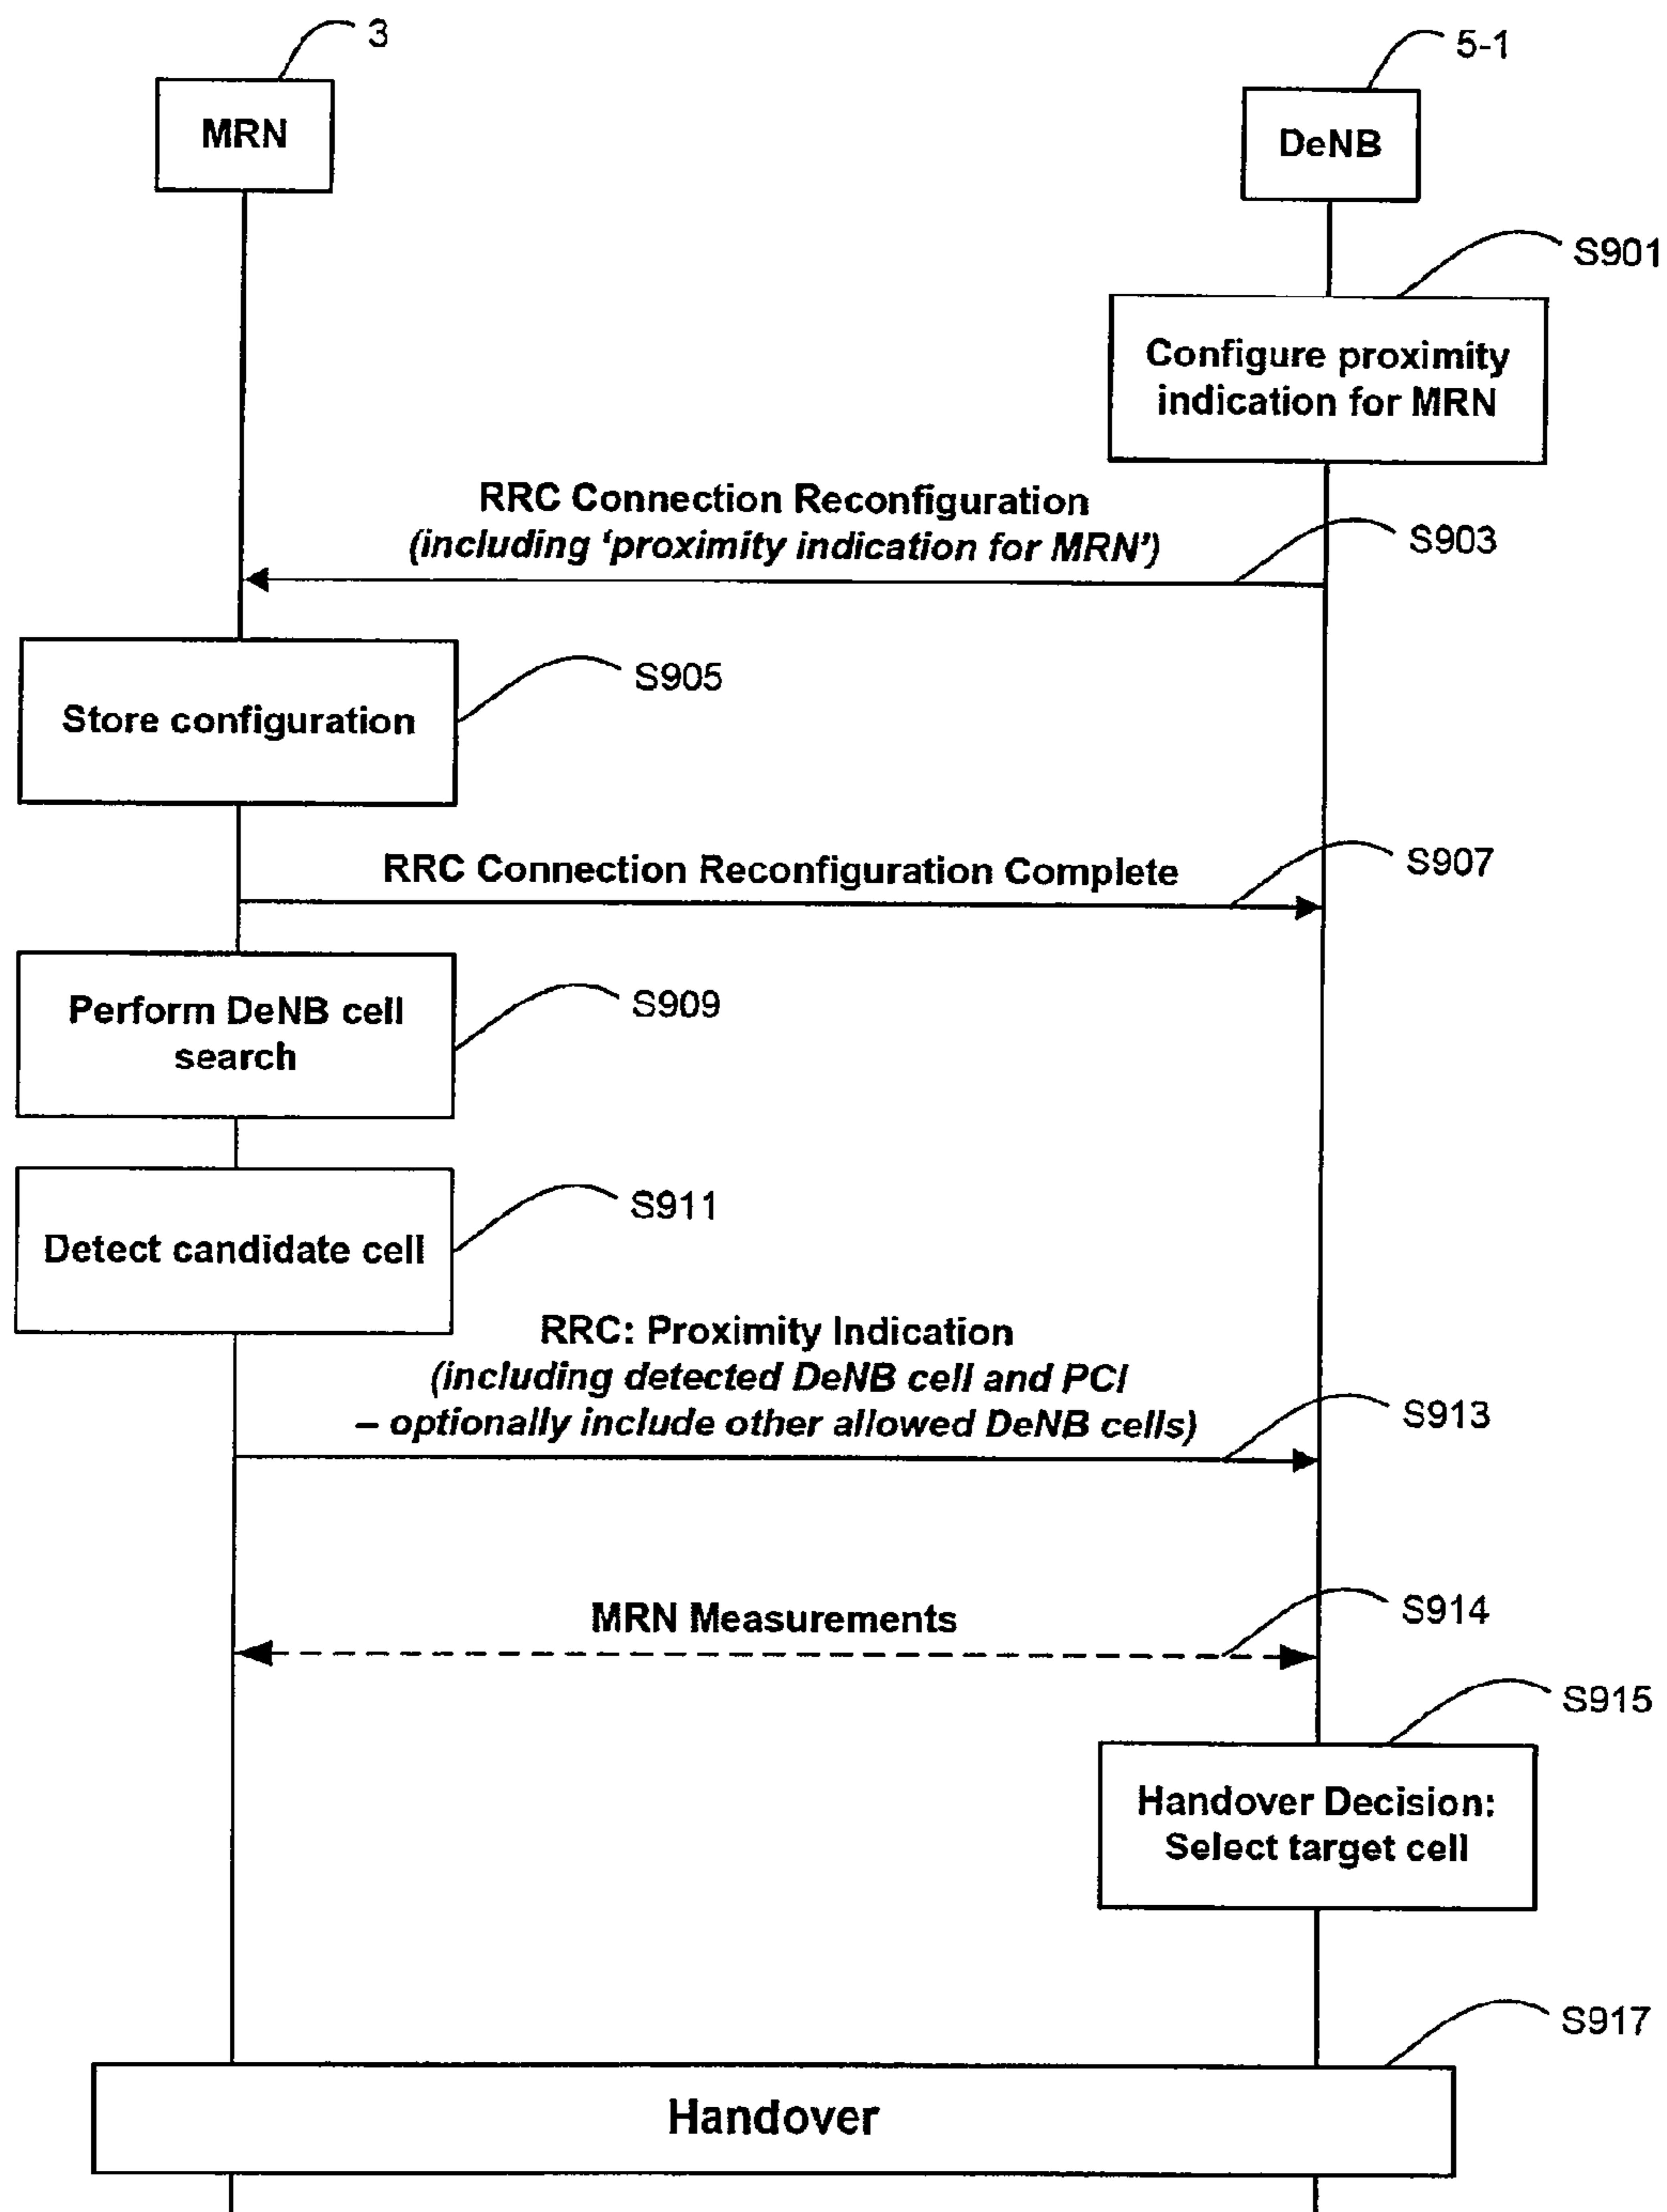 3
5-1
MRN
DeNB
S901
Configure proximity
indication for MRN
RRC Connection Reconfiguration
(including ‘proximity indication for MRN’)
S903
Store configuration
S905
RRC Connection Reconfiguration Complete
S907
Perform DeNB cell
search
S909
Detect candidate cell
S911
RRC: Proximity Indication
(including detected DeNB cell and PCI
– optionally include other allowed DeNB cells)
S913
MRN Measurements
S914
S915
Handover Decision:
Select target cell
S917
Handover